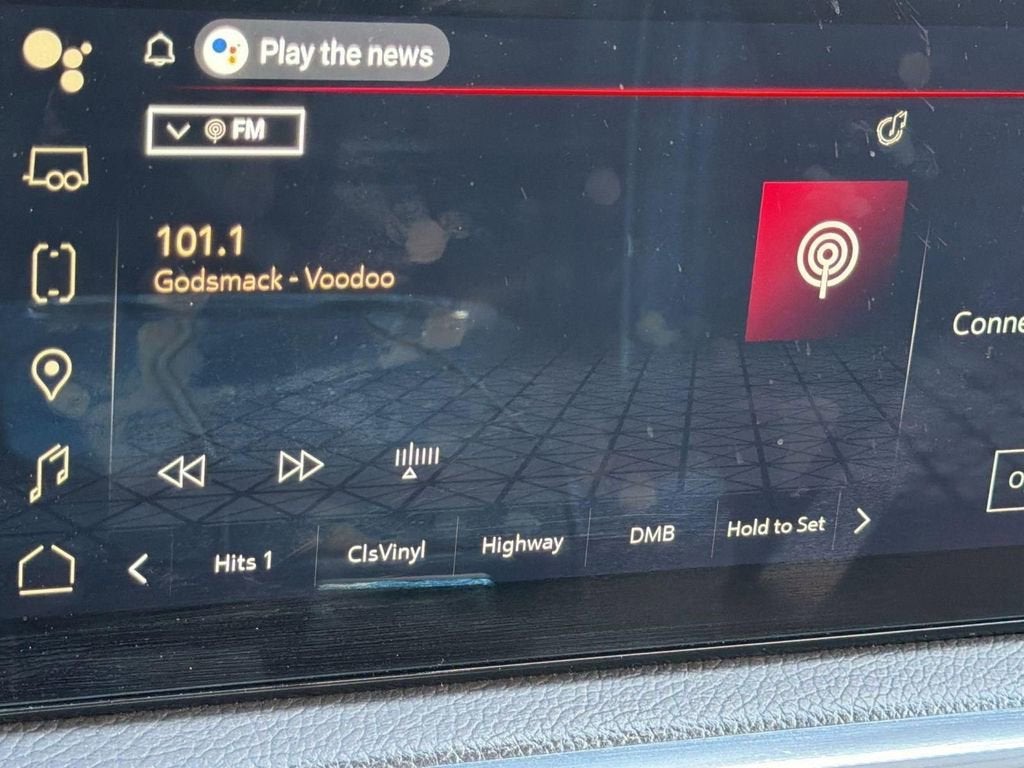 Play the news
FM
101.1
Godsmack - Voodoo
Conne
Hits 1
ClsVinyl
Highway
DMB
Hold to Set